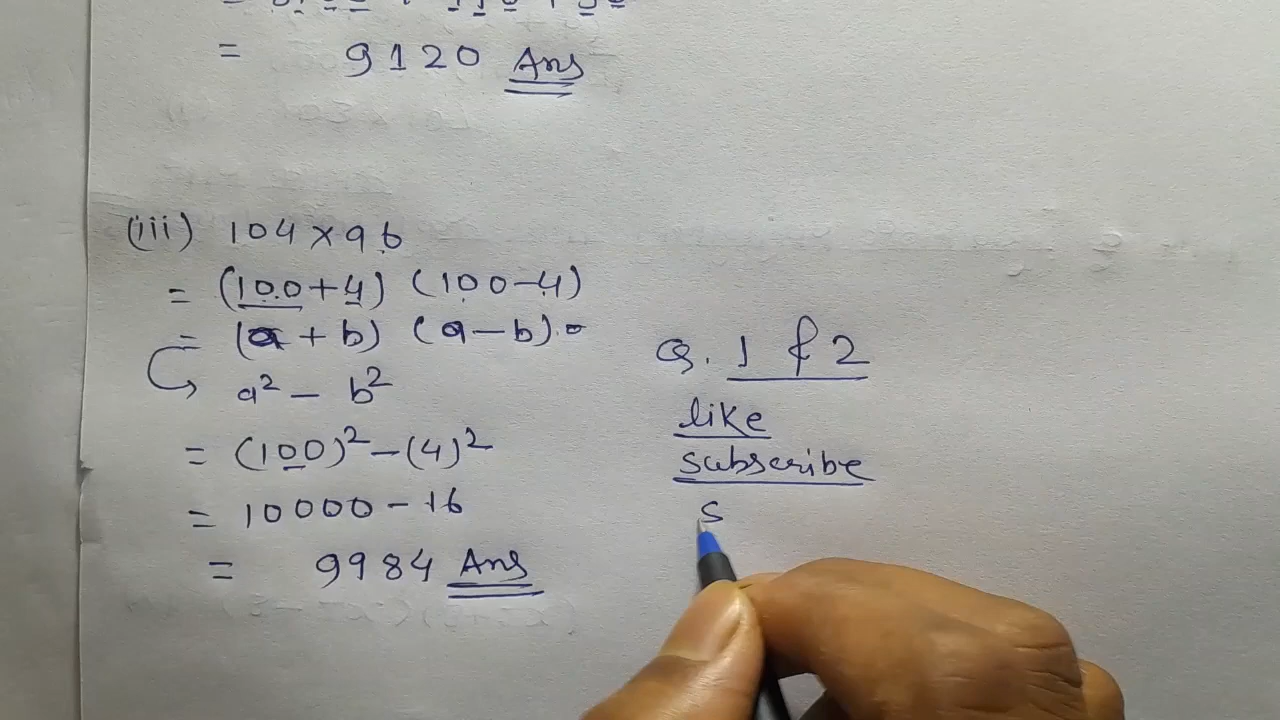 = 9120 Ans
(iii) 104 × 96
= (100+4) (100-4)
= (a + b) (a - b)
a² - b²
= (100)² - (4)²
= 10000 - 16
= 9984 Ans
Q. 1 & 2
like
subscribe
s